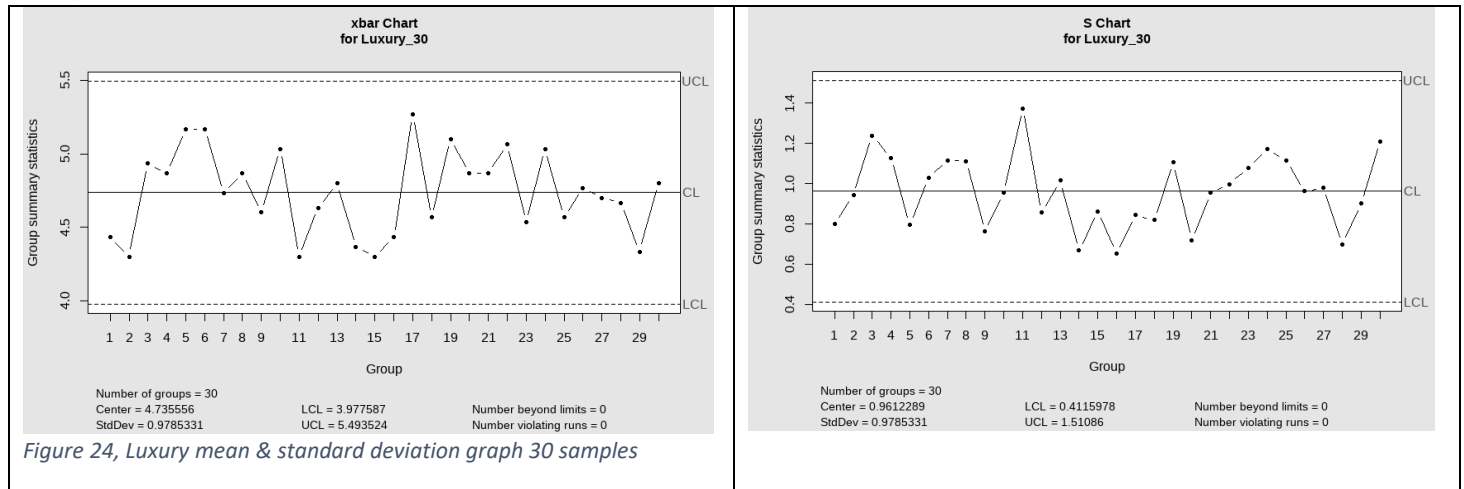 xbar Chart
for Luxury_30
Group summary statistics
5.5
5.0
4.5
4.0
UCL
CL
LCL
1 2 3 4 5 6 7 8 9 11 13 15 17 19 21 23 25 27 29
Group
Number of groups = 30
Center = 4.735556 LCL = 3.977587 Number beyond limits = 0
StdDev = 0.9785331 UCL = 5.493524 Number violating runs = 0
Figure 24, Luxury mean & standard deviation graph 30 samples
S Chart
for Luxury_30
Group summary statistics
1.4
1.2
1.0
0.8
0.6
0.4
UCL
CL
LCL
1 2 3 4 5 6 7 8 9 11 13 15 17 19 21 23 25 27 29
Group
Number of groups = 30
Center = 0.9612289 LCL = 0.4115978 Number beyond limits = 0
StdDev = 0.9785331 UCL = 1.51086 Number violating runs = 0